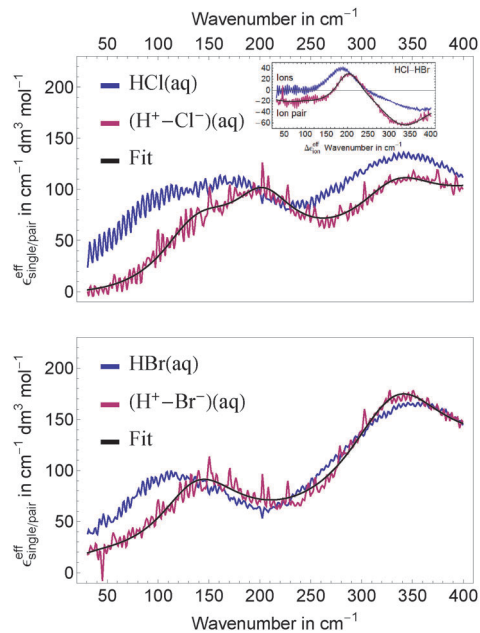 Wavenumber in cm⁻¹
50 100 150 200 250 300 350 400
200
150
100
50
0
ϵ^eff_single/pair in cm⁻¹ dm³ mol⁻¹
HCl(aq)
(H⁺−Cl⁻)(aq)
Fit
HCl−HBr
40
20
0
-20
-40
-60
Ions
Ion pair
50 100 150 200 250 300 350 400
Δϵ^eff_ion Wavenumber in cm⁻¹
200
150
100
50
0
ϵ^eff_single/pair in cm⁻¹ dm³ mol⁻¹
HBr(aq)
(H⁺−Br⁻)(aq)
Fit
50 100 150 200 250 300 350 400
Wavenumber in cm⁻¹